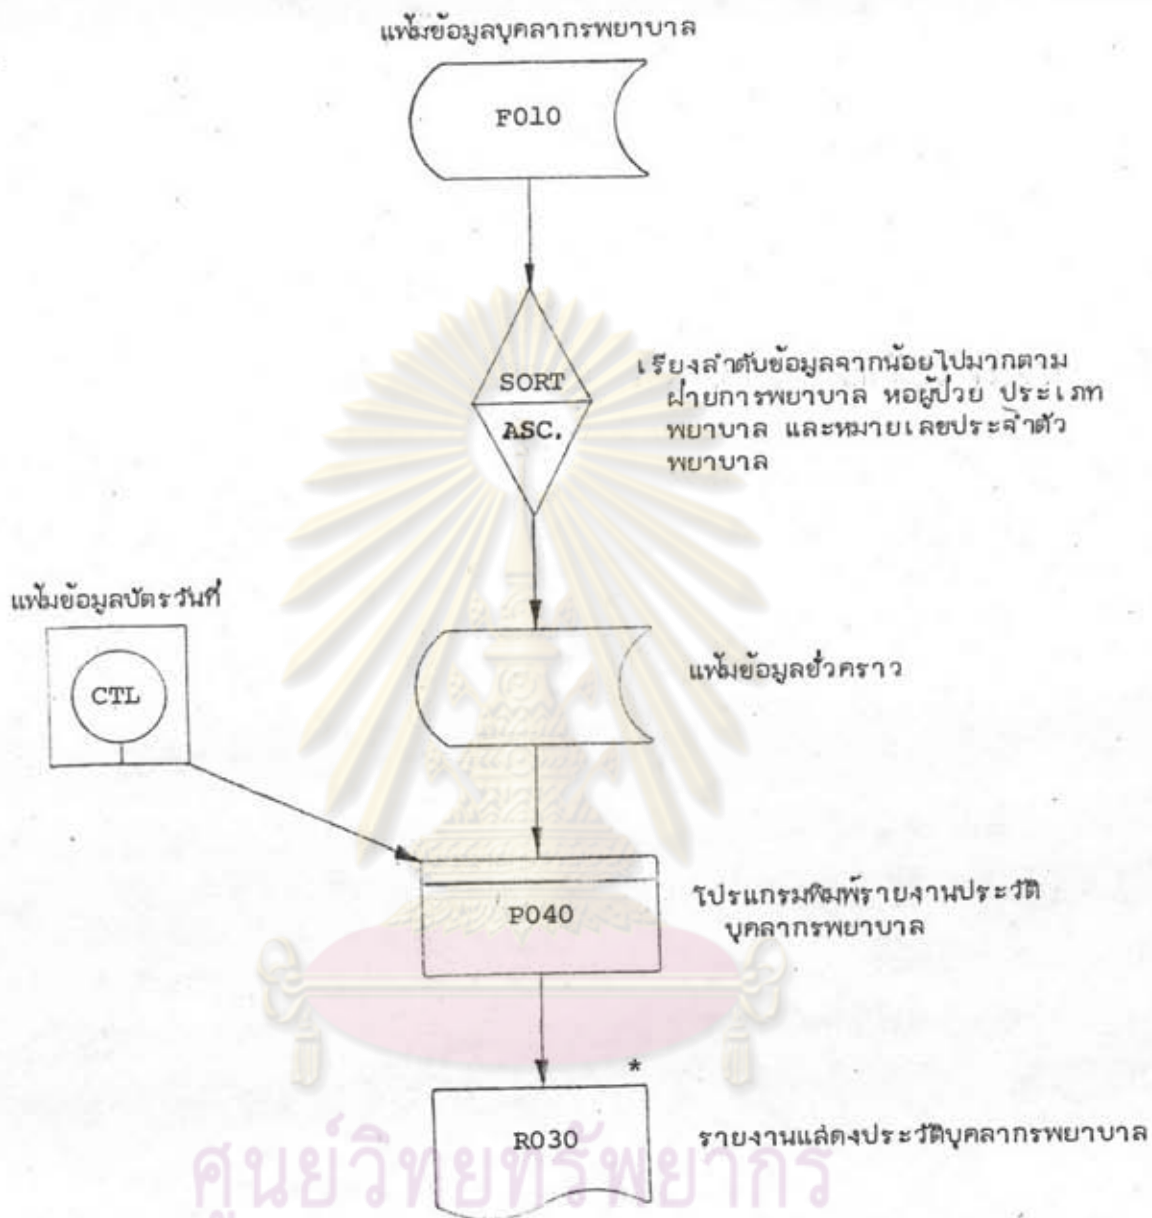 แฟ้มข้อมูลบุคลากรพยาบาล
F010
SORT
ASC.
เรียงลำดับข้อมูลจากน้อยไปมากตาม
ฝ่ายการพยาบาล หอผู้ป่วย ประเภท
พยาบาล และหมายเลขประจำตัว
พยาบาล
แฟ้มข้อมูลบัตรวันที่
CTL
แฟ้มข้อมูลชั่วคราว
P040
โปรแกรมพิมพ์รายงานประวัติ
บุคลากรพยาบาล
*
R030
รายงานแสดงประวัติบุคลากรพยาบาล
ศูนย์วิทยทรัพยากร